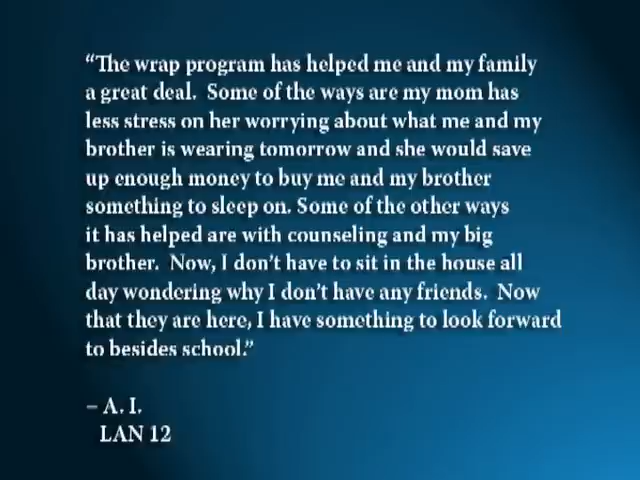 “The wrap program has helped me and my family
a great deal.  Some of the ways are my mom has
less stress on her worrying about what me and my
brother is wearing tomorrow and she would save
up enough money to buy me and my brother
something to sleep on. Some of the other ways
it has helped are with counseling and my big
brother.  Now, I don’t have to sit in the house all
day wondering why I don’t have any friends.  Now
that they are here, I have something to look forward
to besides school.”
– A. I.
LAN 12